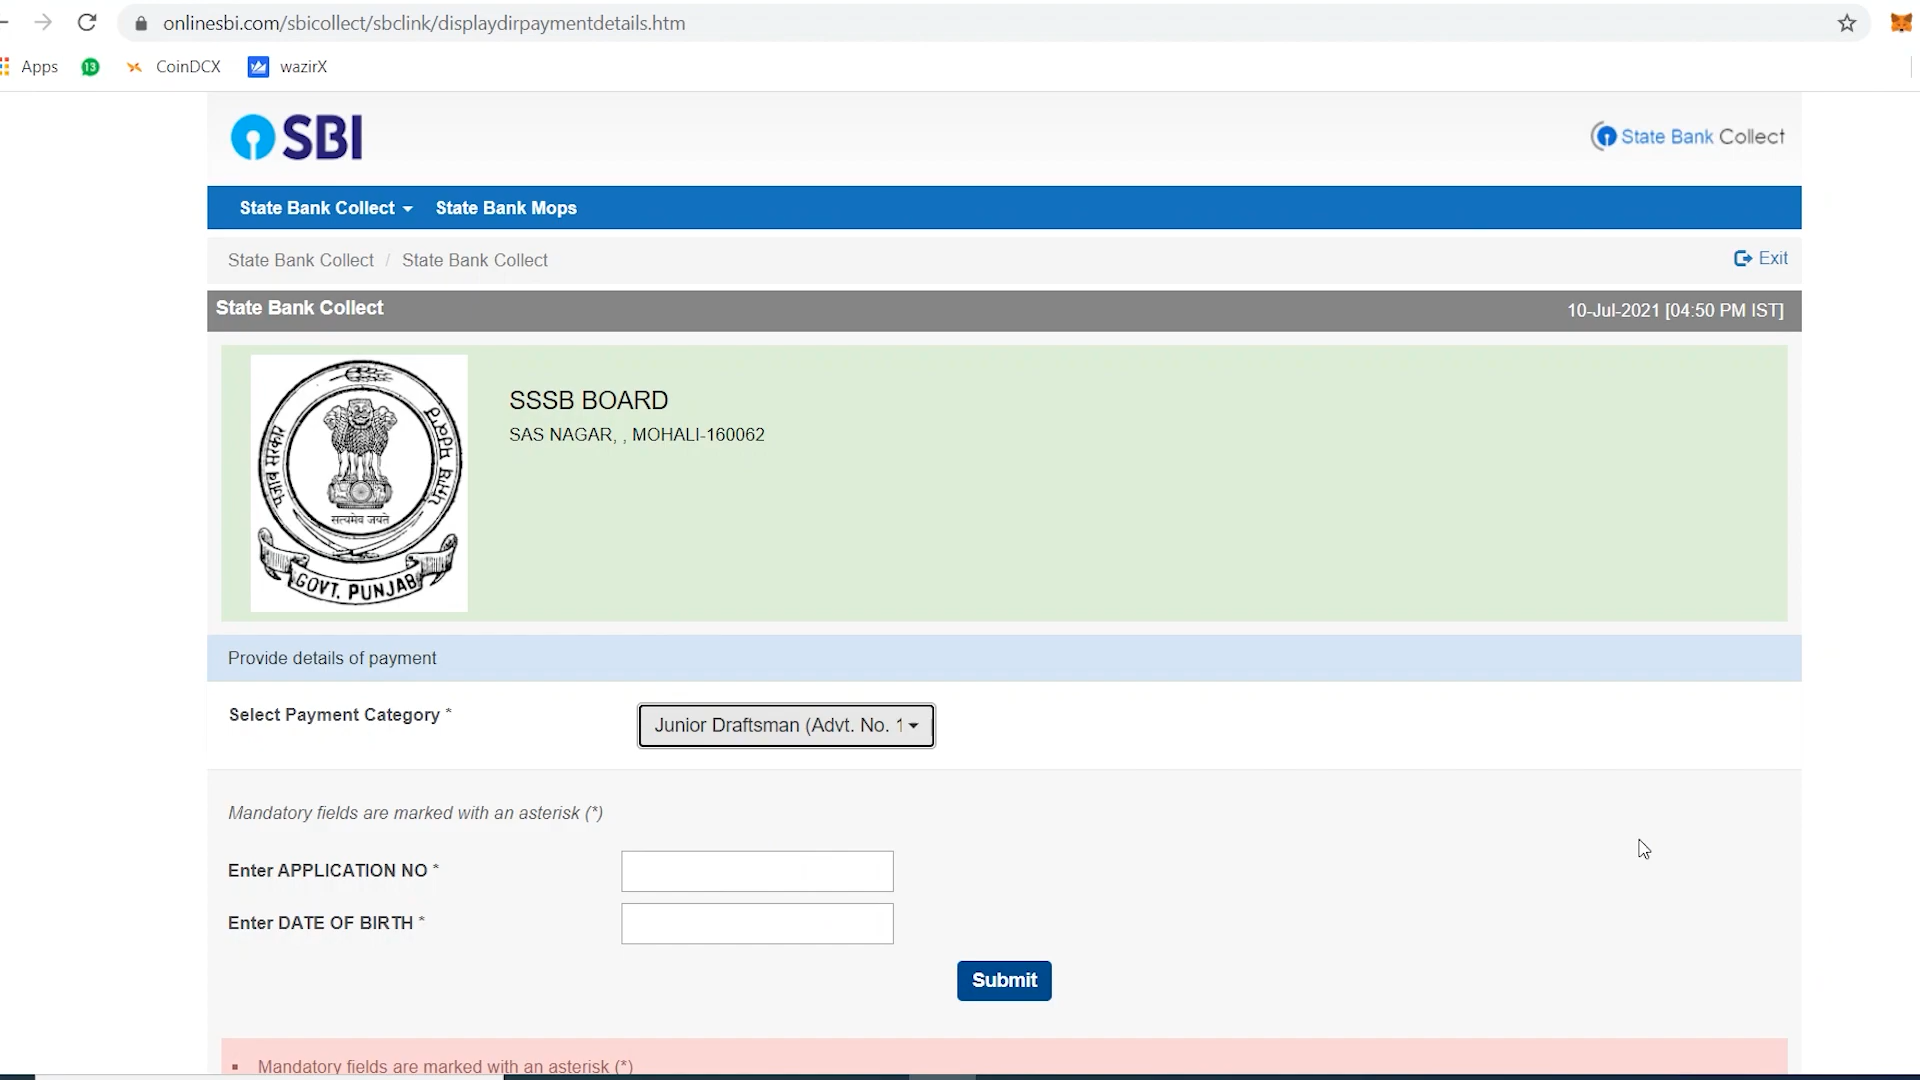 onlinesbi.com/sbicollect/sbclink/displaydirpaymentdetails.htm
Apps
13
CoinDCX
wazirX
SBI
State Bank Collect
State Bank Collect
State Bank Mops
State Bank Collect / State Bank Collect
Exit
State Bank Collect
10-Jul-2021 [04:50 PM IST]
SSSB BOARD
SAS NAGAR, , MOHALI-160062
ਪੰਜਾਬ ਸਰਕਾਰ
सत्यमेव जयते
GOVT. PUNJAB
Provide details of payment
Select Payment Category *
Junior Draftsman (Advt. No. 1
Mandatory fields are marked with an asterisk (*)
Enter APPLICATION NO *
Enter DATE OF BIRTH *
Submit
Mandatory fields are marked with an asterisk (*)